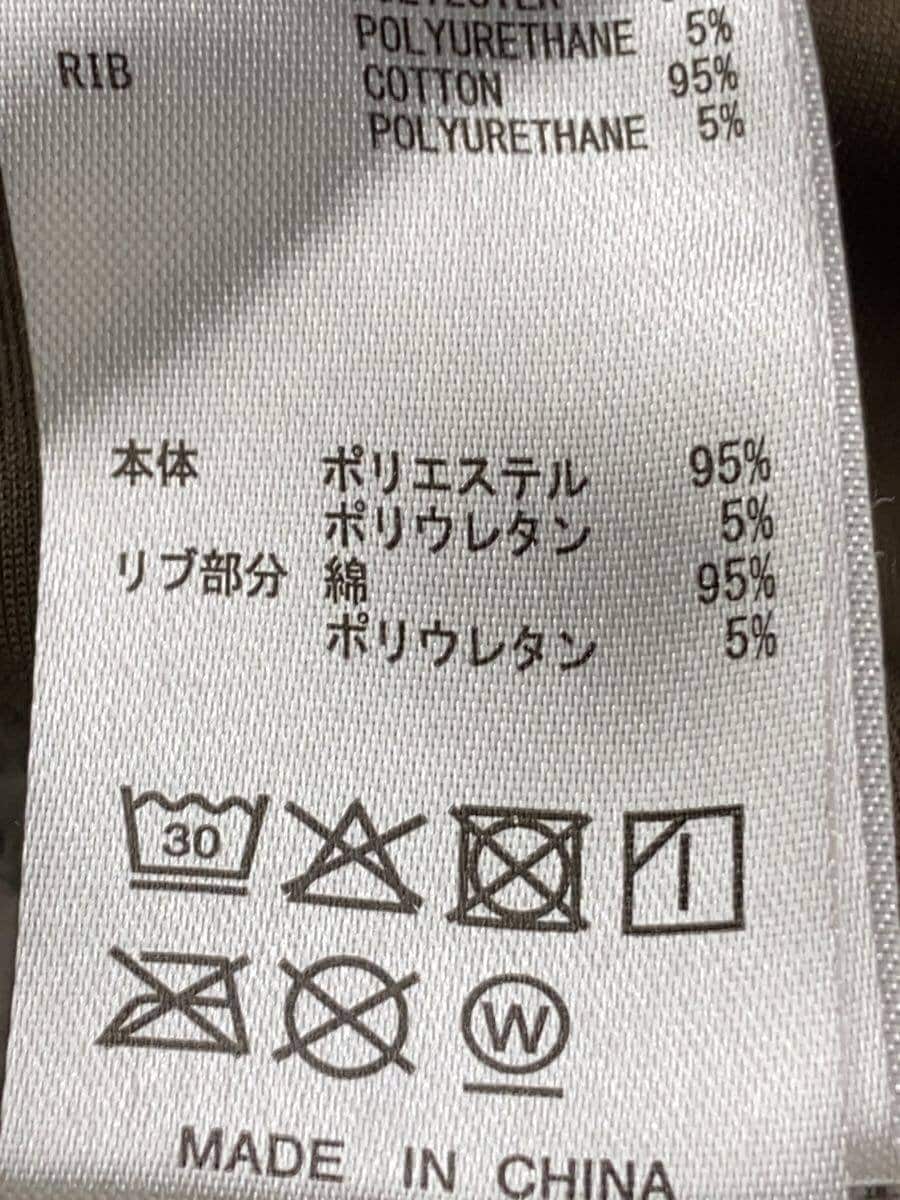 POLYURETHANE 5%
RIB COTTON 95%
POLYURETHANE 5%
本体 ポリエステル 95%
ポリウレタン 5%
リブ部分 綿 95%
ポリウレタン 5%
30
W
MADE IN CHINA